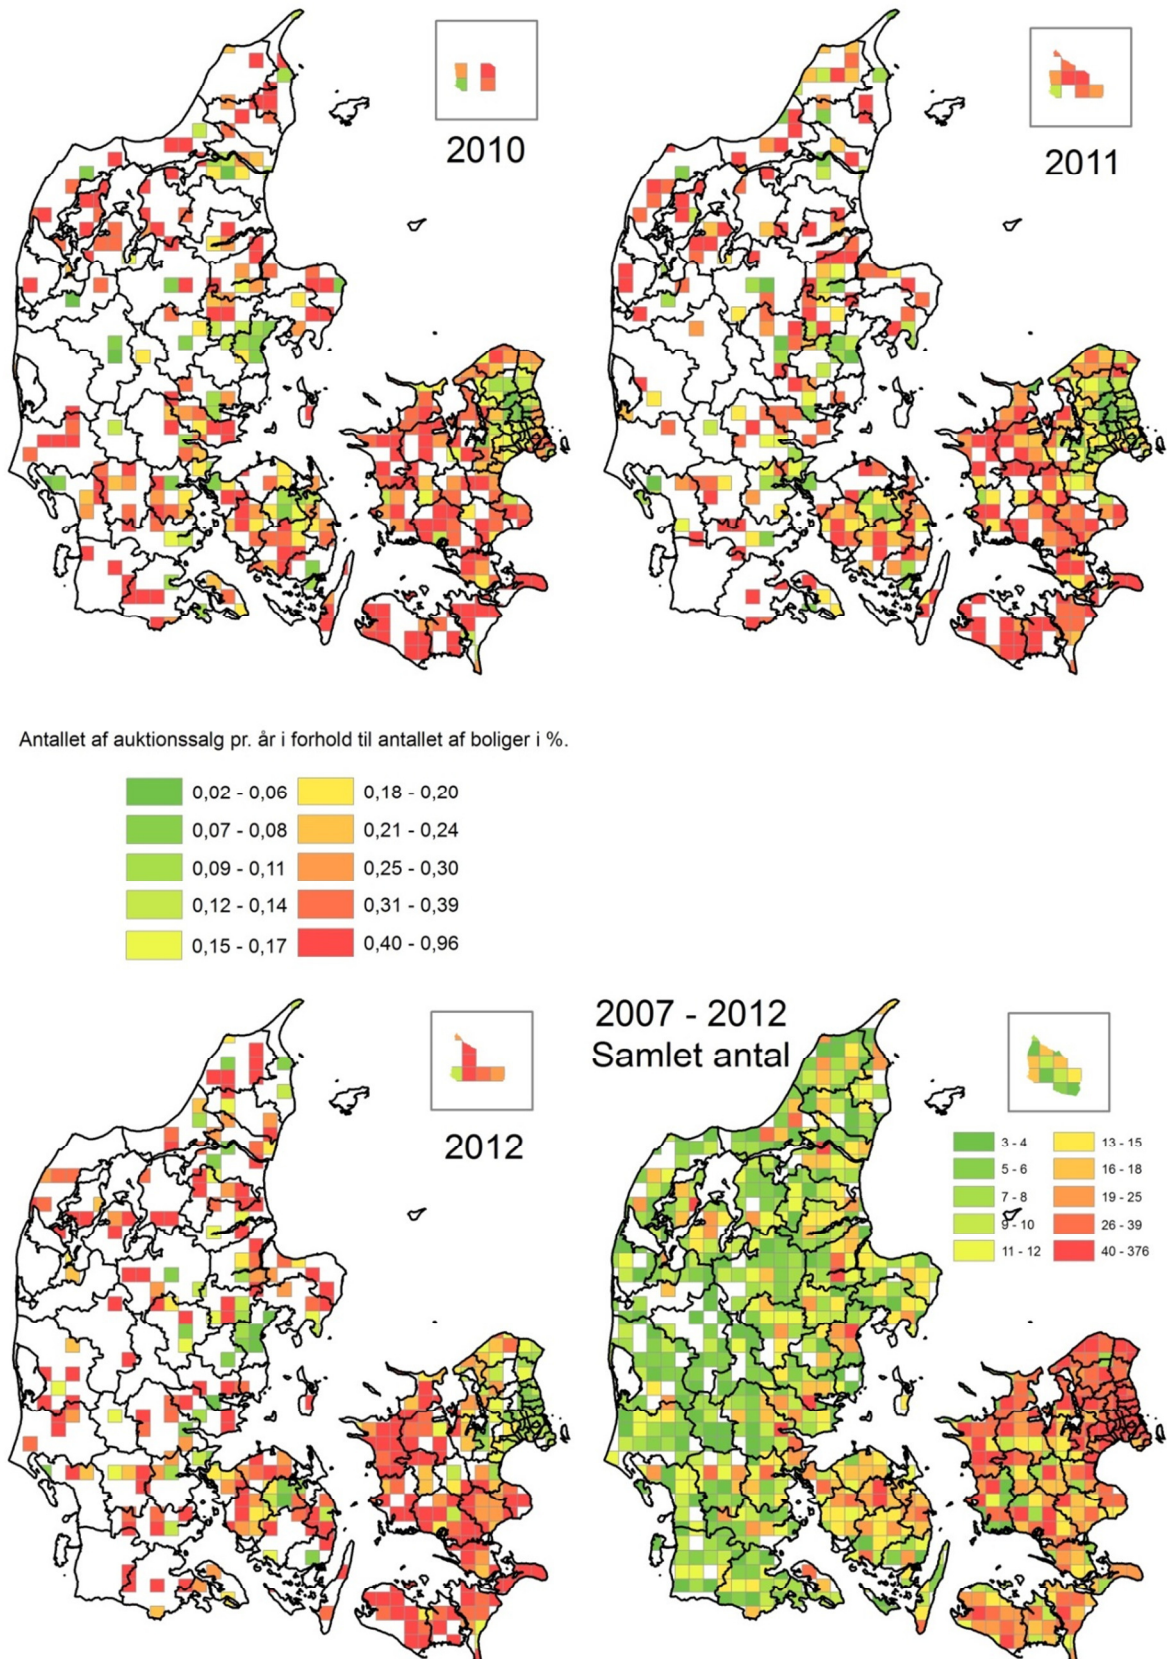 2010
2011
Antallet af auktionssalg pr. år i forhold til antallet af boliger i %.
0,02 - 0,06
0,18 - 0,20
0,07 - 0,08
0,21 - 0,24
0,09 - 0,11
0,25 - 0,30
0,12 - 0,14
0,31 - 0,39
0,15 - 0,17
0,40 - 0,96
2007 - 2012
Samlet antal
2012
3 - 4
13 - 15
5 - 6
16 - 18
7 - 8
19 - 25
9 - 10
26 - 39
11 - 12
40 - 376